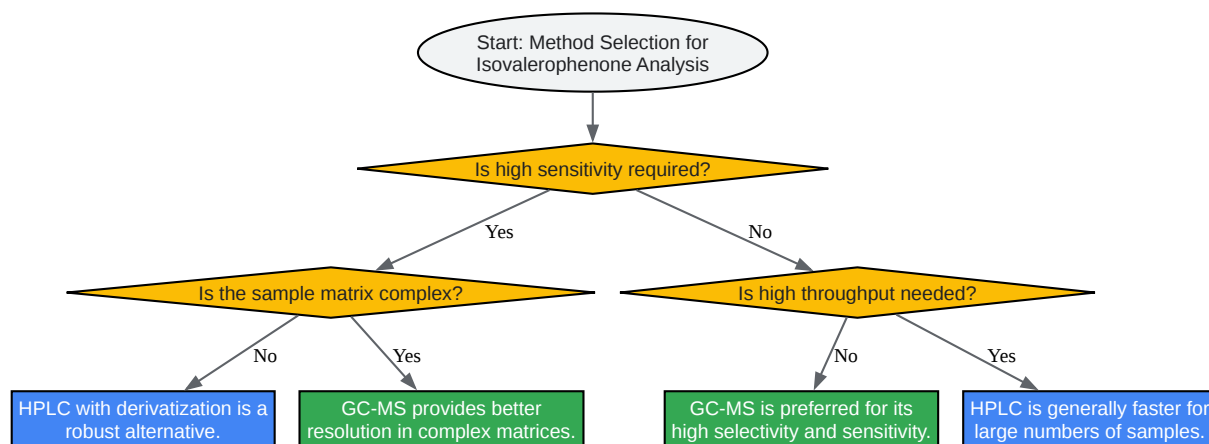 Start: Method Selection for
Isovalerophenone Analysis
Is high sensitivity required?
Yes
No
Is the sample matrix complex?
Is high throughput needed?
No
Yes
No
Yes
HPLC with derivatization is a
robust alternative.
GC-MS provides better
resolution in complex matrices.
GC-MS is preferred for its
high selectivity and sensitivity.
HPLC is generally faster for
large numbers of samples.